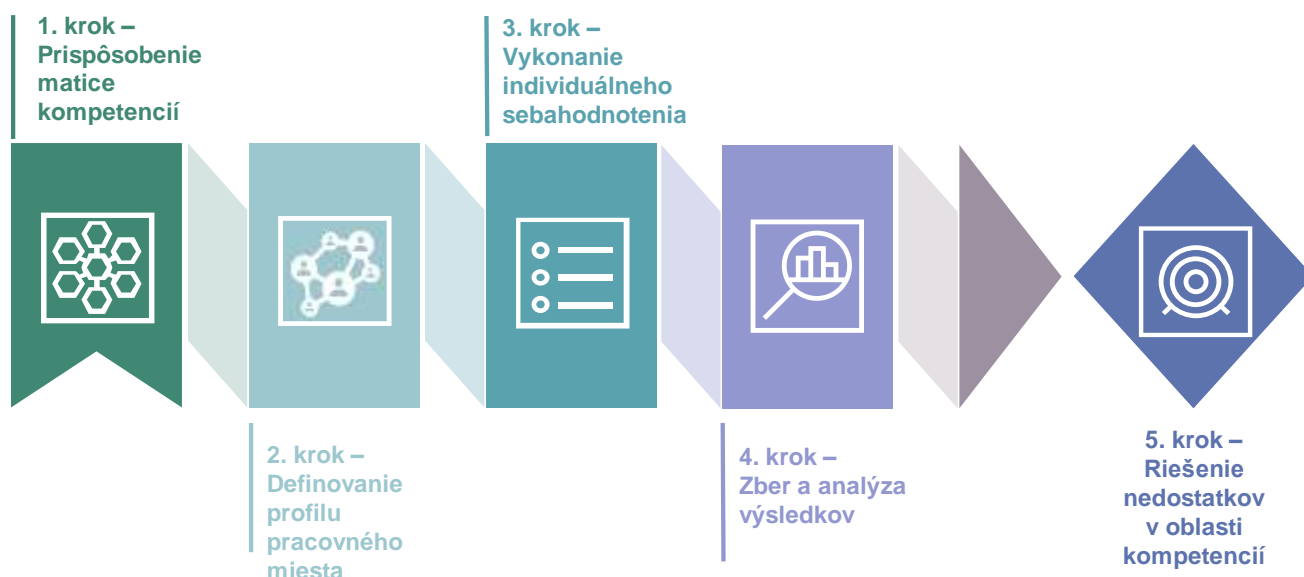 1. krok –
Prispôsobenie
matice
kompetencií
2. krok –
Definovanie
profilu
pracovného
miesta
3. krok –
Vykonanie
individuálneho
sebahodnotenia
4. krok –
Zber a analýza
výsledkov
5. krok –
Riešenie
nedostatkov
v oblasti
kompetencií